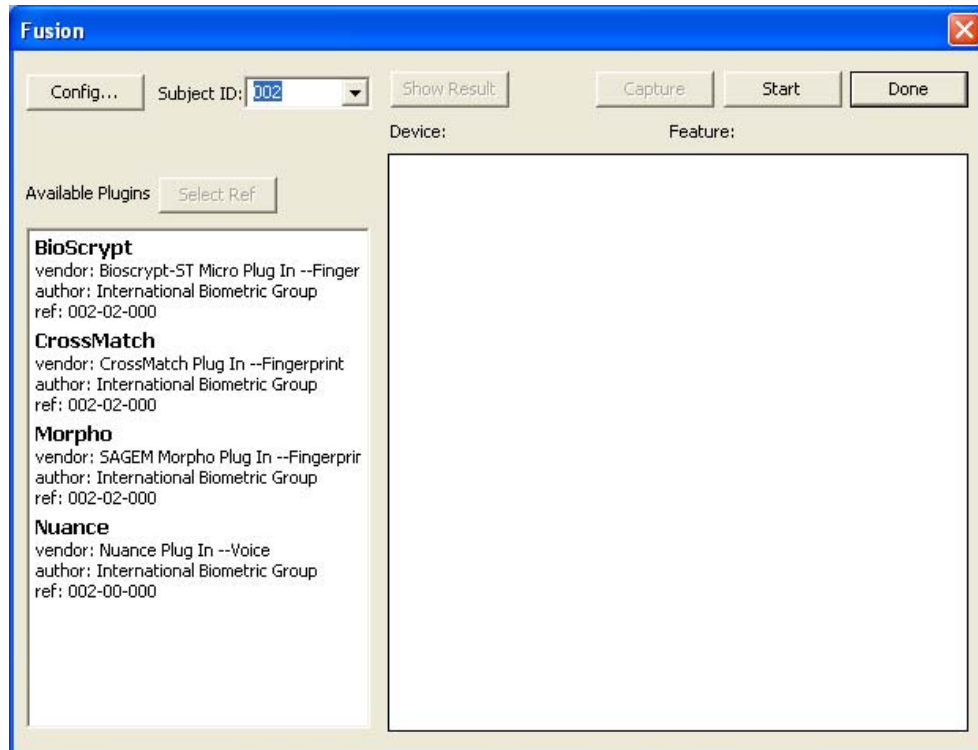 Fusion
Config... Subject ID: 002 Show Result Capture Start Done
Device: Feature:
Available Plugins Select Ref
BioScrypt
vendor: Bioscrypt-ST Micro Plug In --Finger
author: International Biometric Group
ref: 002-02-000
CrossMatch
vendor: CrossMatch Plug In --Fingerprint
author: International Biometric Group
ref: 002-02-000
Morpho
vendor: SAGEM Morpho Plug In --Fingerprir
author: International Biometric Group
ref: 002-02-000
Nuance
vendor: Nuance Plug In --Voice
author: International Biometric Group
ref: 002-00-000